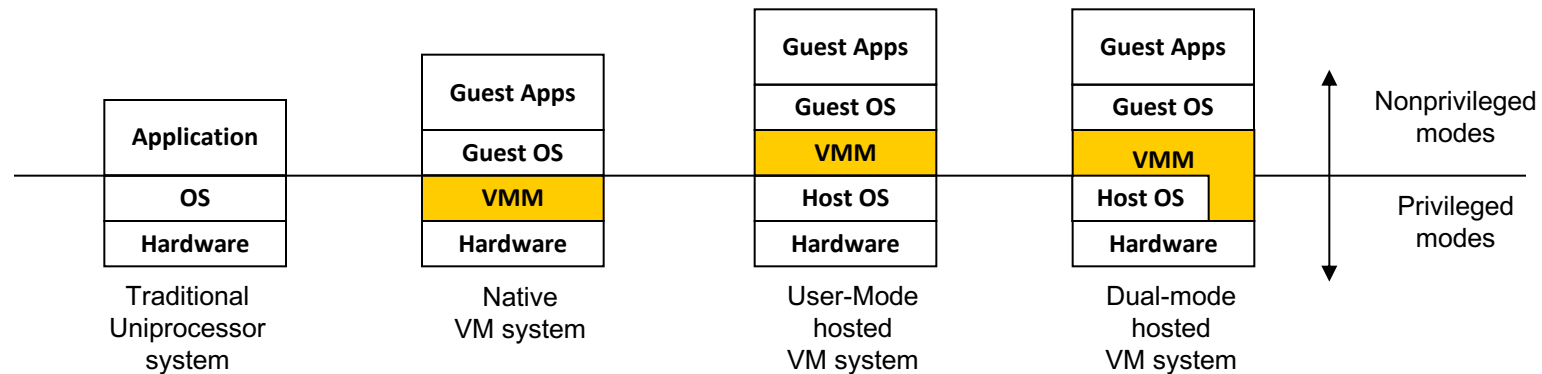 Application
OS
Hardware
Traditional
Uniprocessor
system
Guest Apps
Guest OS
VMM
Hardware
Native
VM system
Guest Apps
Guest OS
VMM
Host OS
Hardware
User-Mode
hosted
VM system
Guest Apps
Guest OS
VMM
Host OS
Hardware
Dual-mode
hosted
VM system
Nonprivileged
modes
Privileged
modes